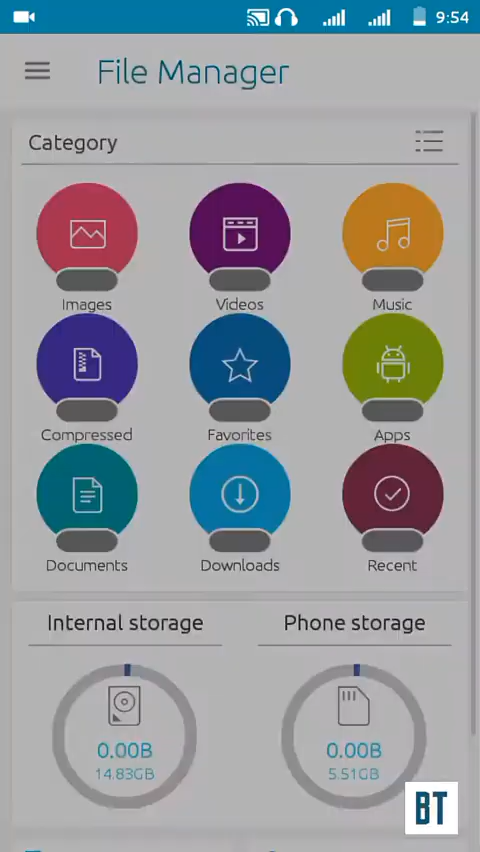 9:54
File Manager
Category
Images Videos Music
Compressed Favorites Apps
Documents Downloads Recent
Internal storage Phone storage
0.00B 0.00B
14.83GB 5.51GB
BT